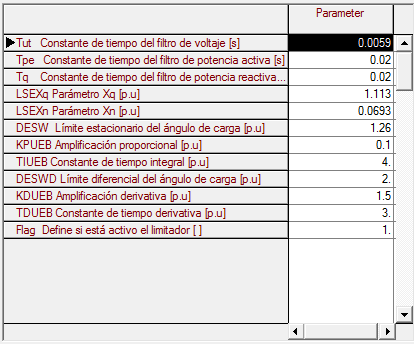 Parameter
Tut Constante de tiempo del filtro de voltaje [s] 0.0059
Tpe Constante de tiempo del filtro de potencia activa [s] 0.02
Tq Constante de tiempo del filtro de potencia reactiva... 0.02
LSEXq Parámetro Xq [p.u] 1.113
LSEXn Parámetro Xn [p.u] 0.0693
DESW Límite estacionario del ángulo de carga [p.u] 1.26
KPUEB Amplificación proporcional [p.u] 0.1
TIUEB Constante de tiempo integral [p.u] 4.
DESWD Límite diferencial del ángulo de carga [p.u] 2.
KDUEB Amplificación derivativa [p.u] 1.5
TDUEB Constante de tiempo derivativa [p.u] 3.
Flag Define si está activo el limitador [ ] 1.